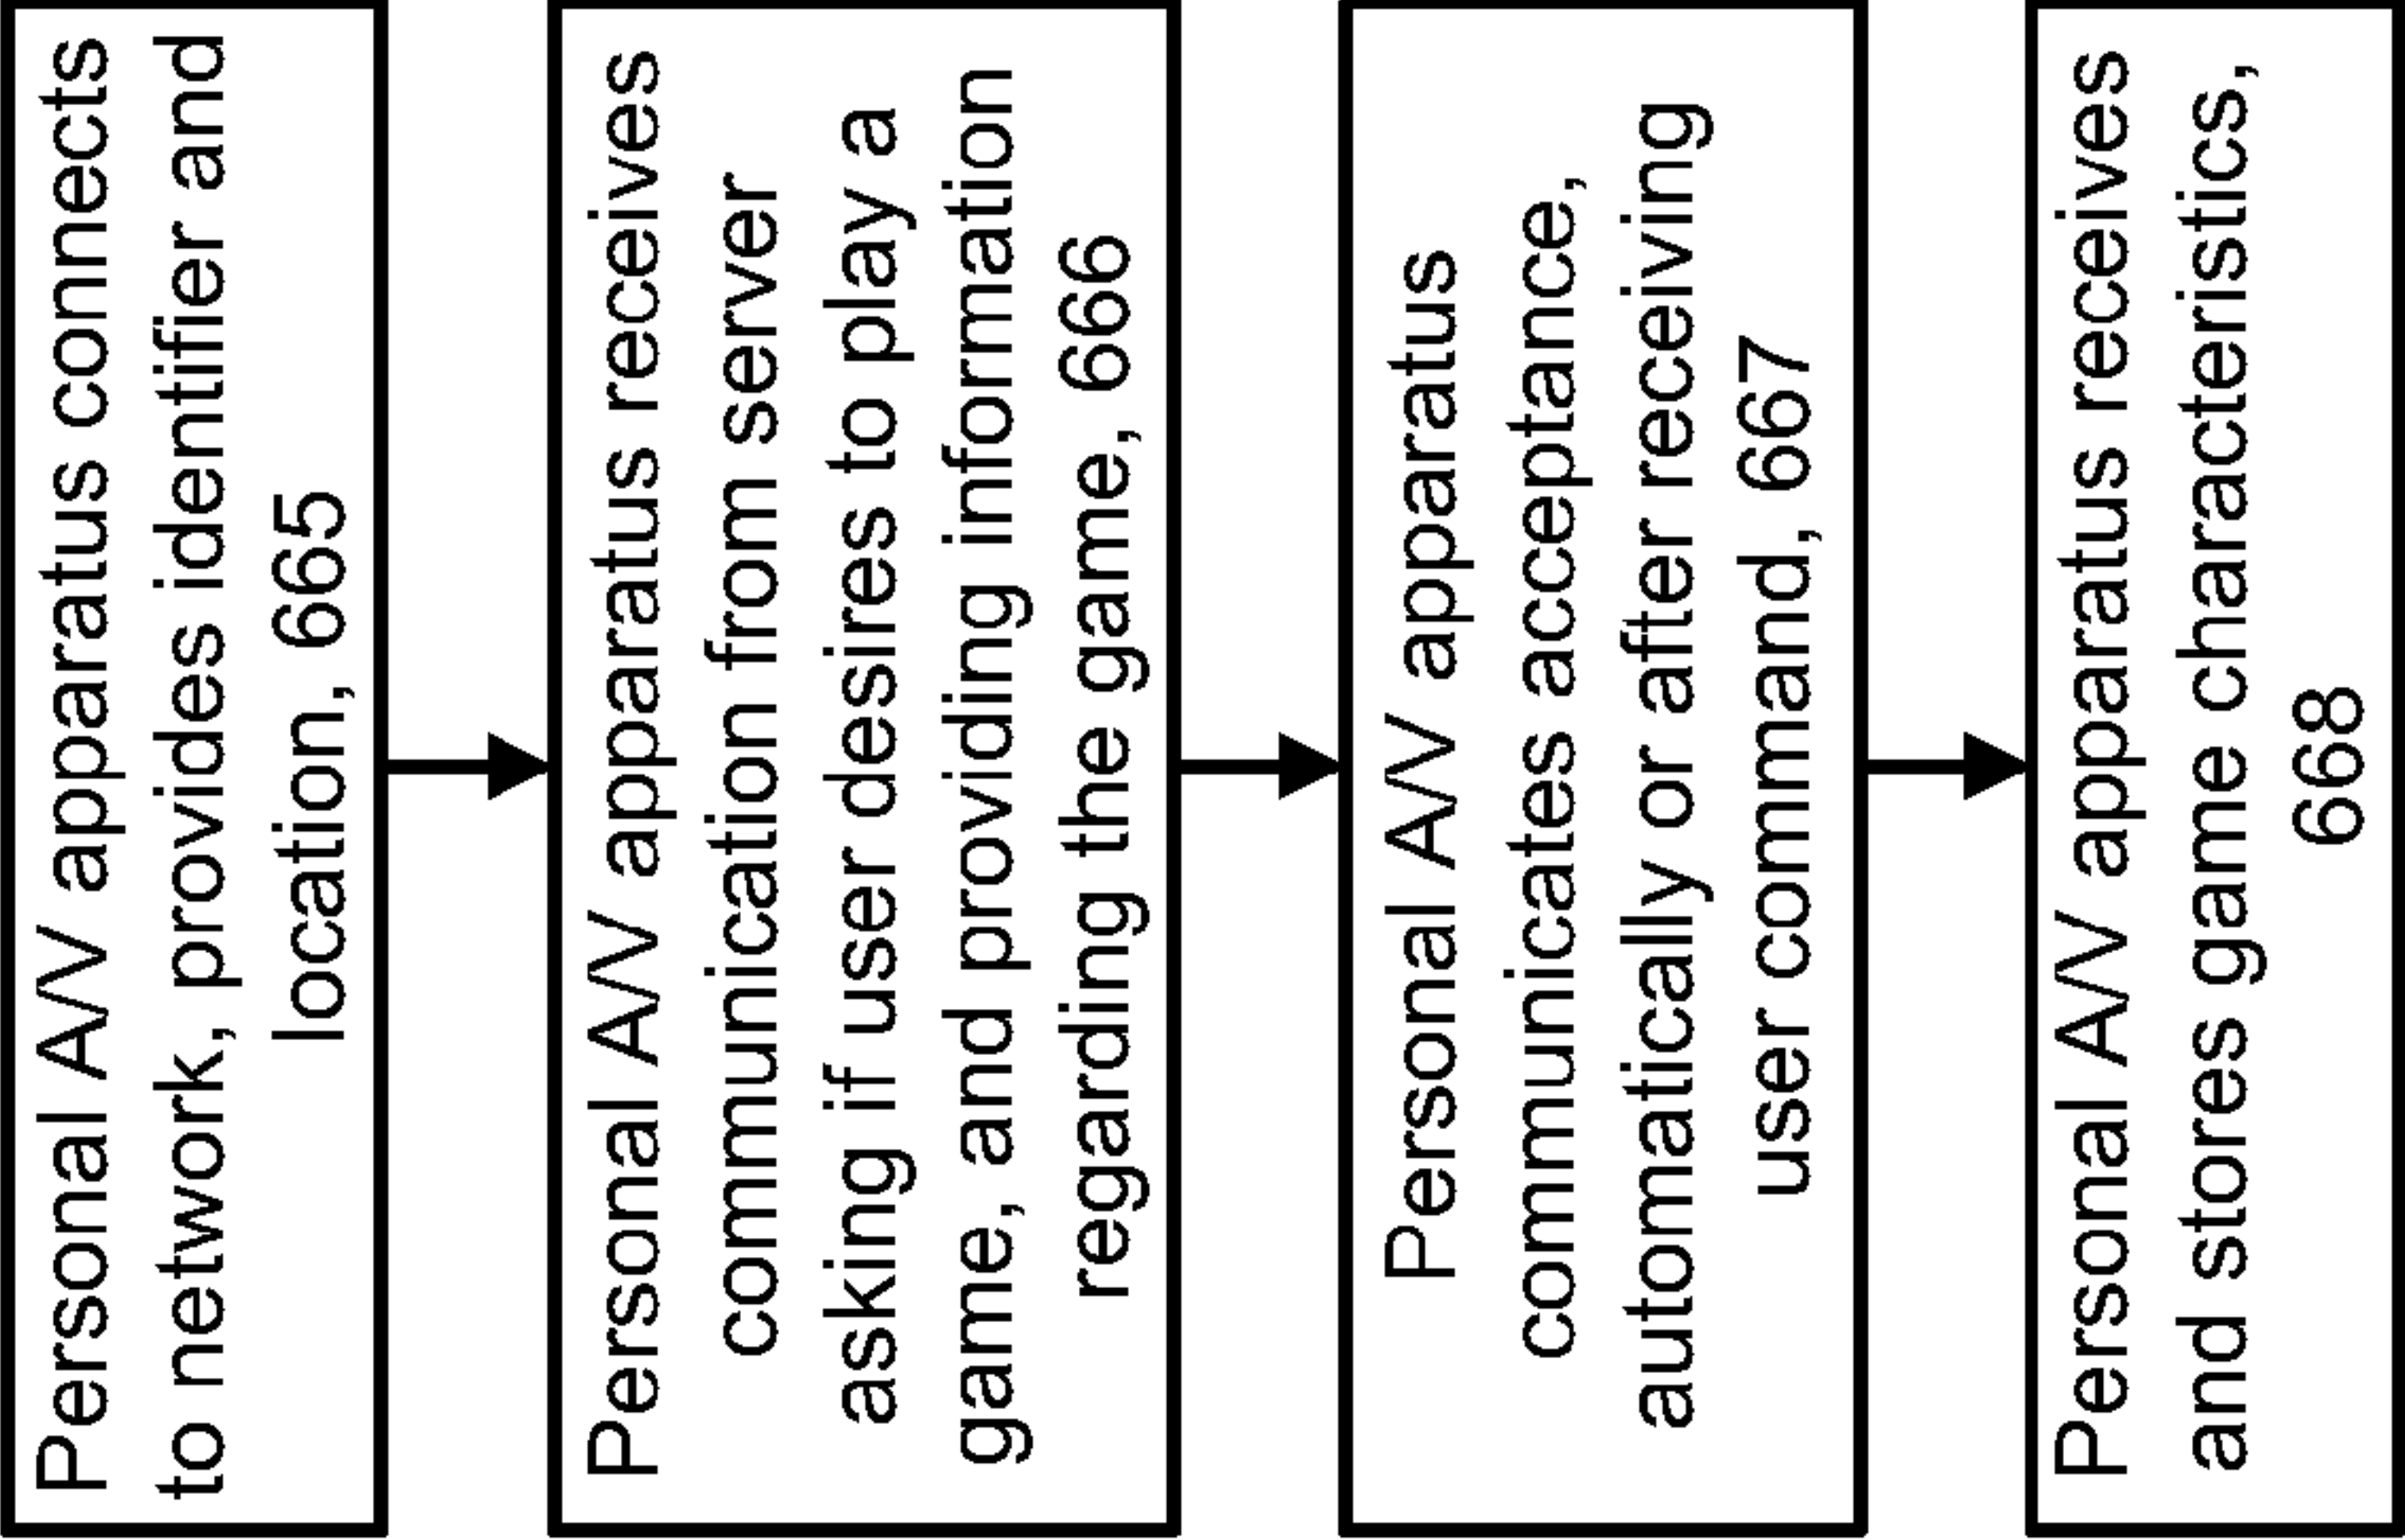 Personal A/V apparatus connects
to network, provides identifier and
location, 665
Personal A/V apparatus receives
communication from server
asking if user desires to play a
game, and providing information
regarding the game, 666
Personal A/V apparatus
communicates acceptance,
automatically or after receiving
user command, 667
Personal A/V apparatus receives
and stores game characteristics,
668